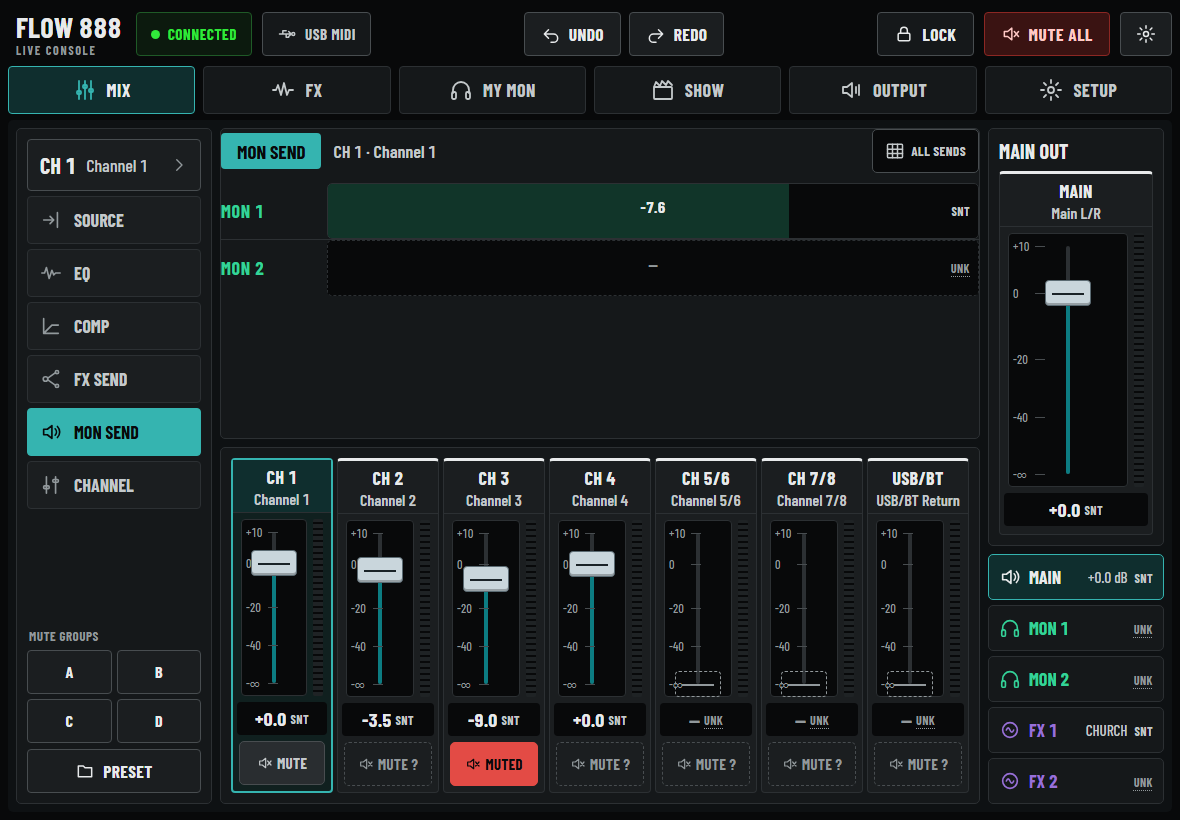 FLOW 888
LIVE CONSOLE
CONNECTED
USB MIDI
UNDO
REDO
LOCK
MUTE ALL
MIX
FX
MY MON
SHOW
OUTPUT
SETUP
CH 1 Channel 1
SOURCE
EQ
COMP
FX SEND
MON SEND
CHANNEL
MUTE GROUPS
A B
C D
PRESET
MON SEND CH 1 · Channel 1 ALL SENDS
MON 1 -7.6 SNT
MON 2 — UNK
CH 1
Channel 1
+10
0
-20
-40
-∞
+0.0 SNT
MUTE
CH 2
Channel 2
+10
0
-20
-40
-∞
-3.5 SNT
MUTE ?
CH 3
Channel 3
+10
0
-20
-40
-∞
-9.0 SNT
MUTED
CH 4
Channel 4
+10
0
-20
-40
-∞
+0.0 SNT
MUTE ?
CH 5/6
Channel 5/6
+10
0
-20
-40
-∞
— UNK
MUTE ?
CH 7/8
Channel 7/8
+10
0
-20
-40
-∞
— UNK
MUTE ?
USB/BT
USB/BT Return
+10
0
-20
-40
-∞
— UNK
MUTE ?
MAIN OUT
MAIN
Main L/R
+10
0
-20
-40
-∞
+0.0 SNT
MAIN +0.0 dB SNT
MON 1 UNK
MON 2 UNK
FX 1 CHURCH SNT
FX 2 UNK